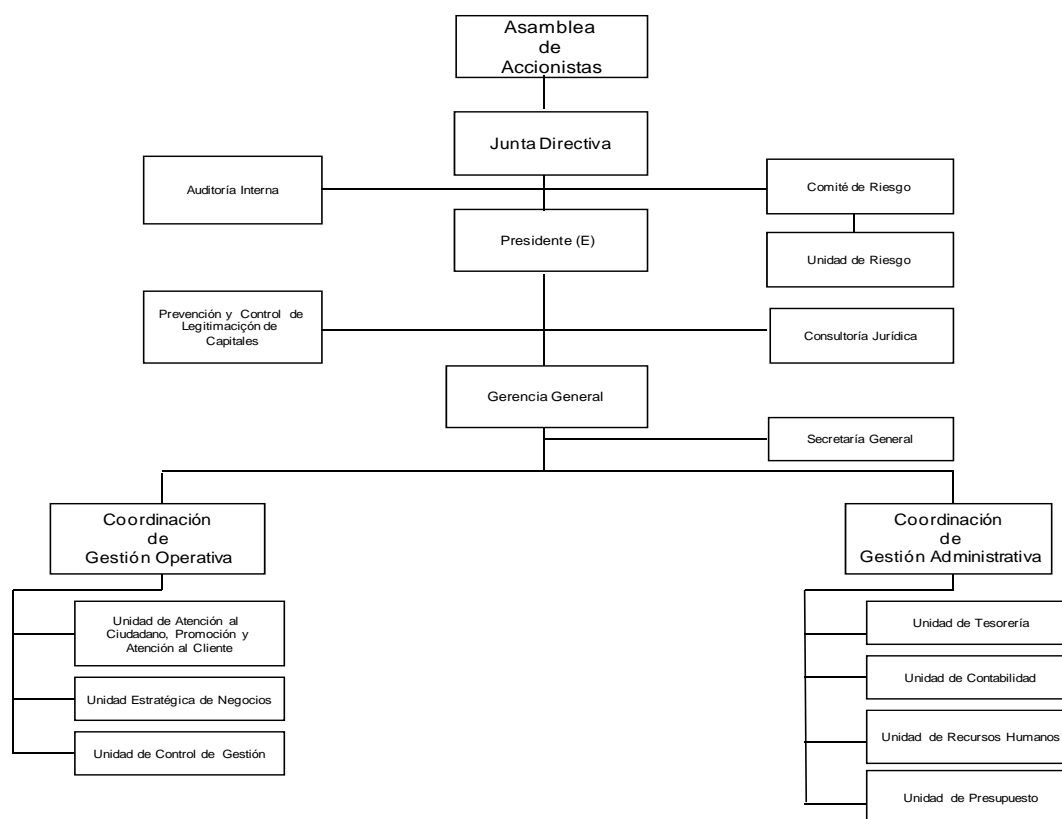 Asamblea
de
Accionistas
Junta Directiva
Auditoría Interna
Comité de Riesgo
Presidente (E)
Unidad de Riesgo
Prevención y Control de
Legitimaciçón de
Capitales
Consultoría Jurídica
Gerencia General
Secretaría General
Coordinación
de
Gestión Operativa
Coordinación
de
Gestión Administrativa
Unidad de Atención al
Ciudadano, Promoción y
Atención al Cliente
Unidad Estratégica de Negocios
Unidad de Control de Gestión
Unidad de Tesorería
Unidad de Contabilidad
Unidad de Recursos Humanos
Unidad de Presupuesto